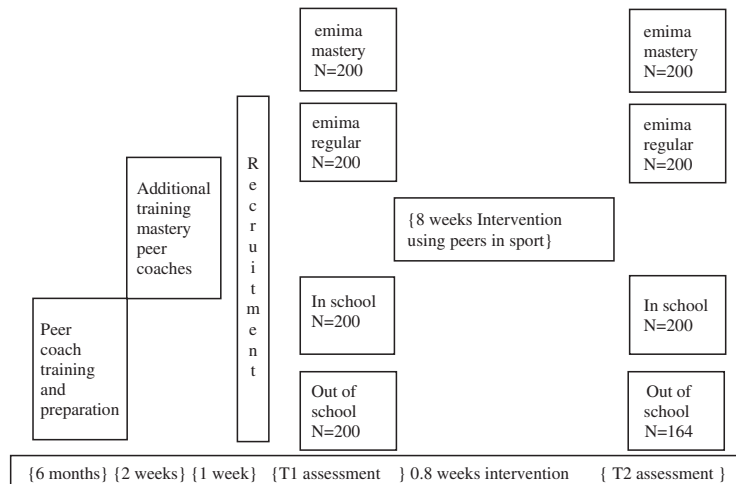 emima
mastery
N=200
emima
regular
N=200
Recruitment
Additional
training
mastery
peer
coaches
Peer
coach
training
and
preparation
{8 weeks Intervention
using peers in sport}
In school
N=200
Out of
school
N=200
emima
mastery
N=200
emima
regular
N=200
In school
N=200
Out of
school
N=164
{6 months} {2 weeks} {1 week} {T1 assessment } 0.8 weeks intervention { T2 assessment }